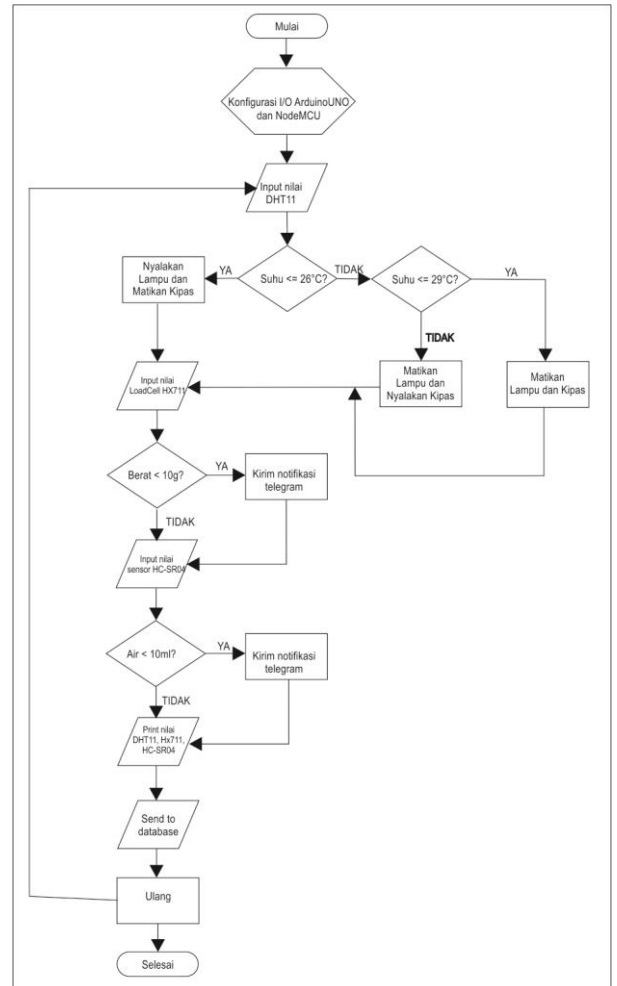 Mulai
Konfigurasi I/O ArduinoUNO
dan NodeMCU
Input nilai
DHT11
Suhu <= 26°C?
YA
Nyalakan
Lampu dan
Matikan Kipas
TIDAK
Suhu <= 29°C?
YA
Matikan
Lampu dan Kipas
TIDAK
Matikan
Lampu dan
Nyalakan Kipas
Input nilai
LoadCell HX711
Berat < 10g?
YA
Kirim notifikasi
telegram
TIDAK
Input nilai
sensor HC-SR04
Air < 10ml?
YA
Kirim notifikasi
telegram
TIDAK
Print nilai
DHT11, Hx711,
HC-SR04
Send to
database
Ulang
Selesai